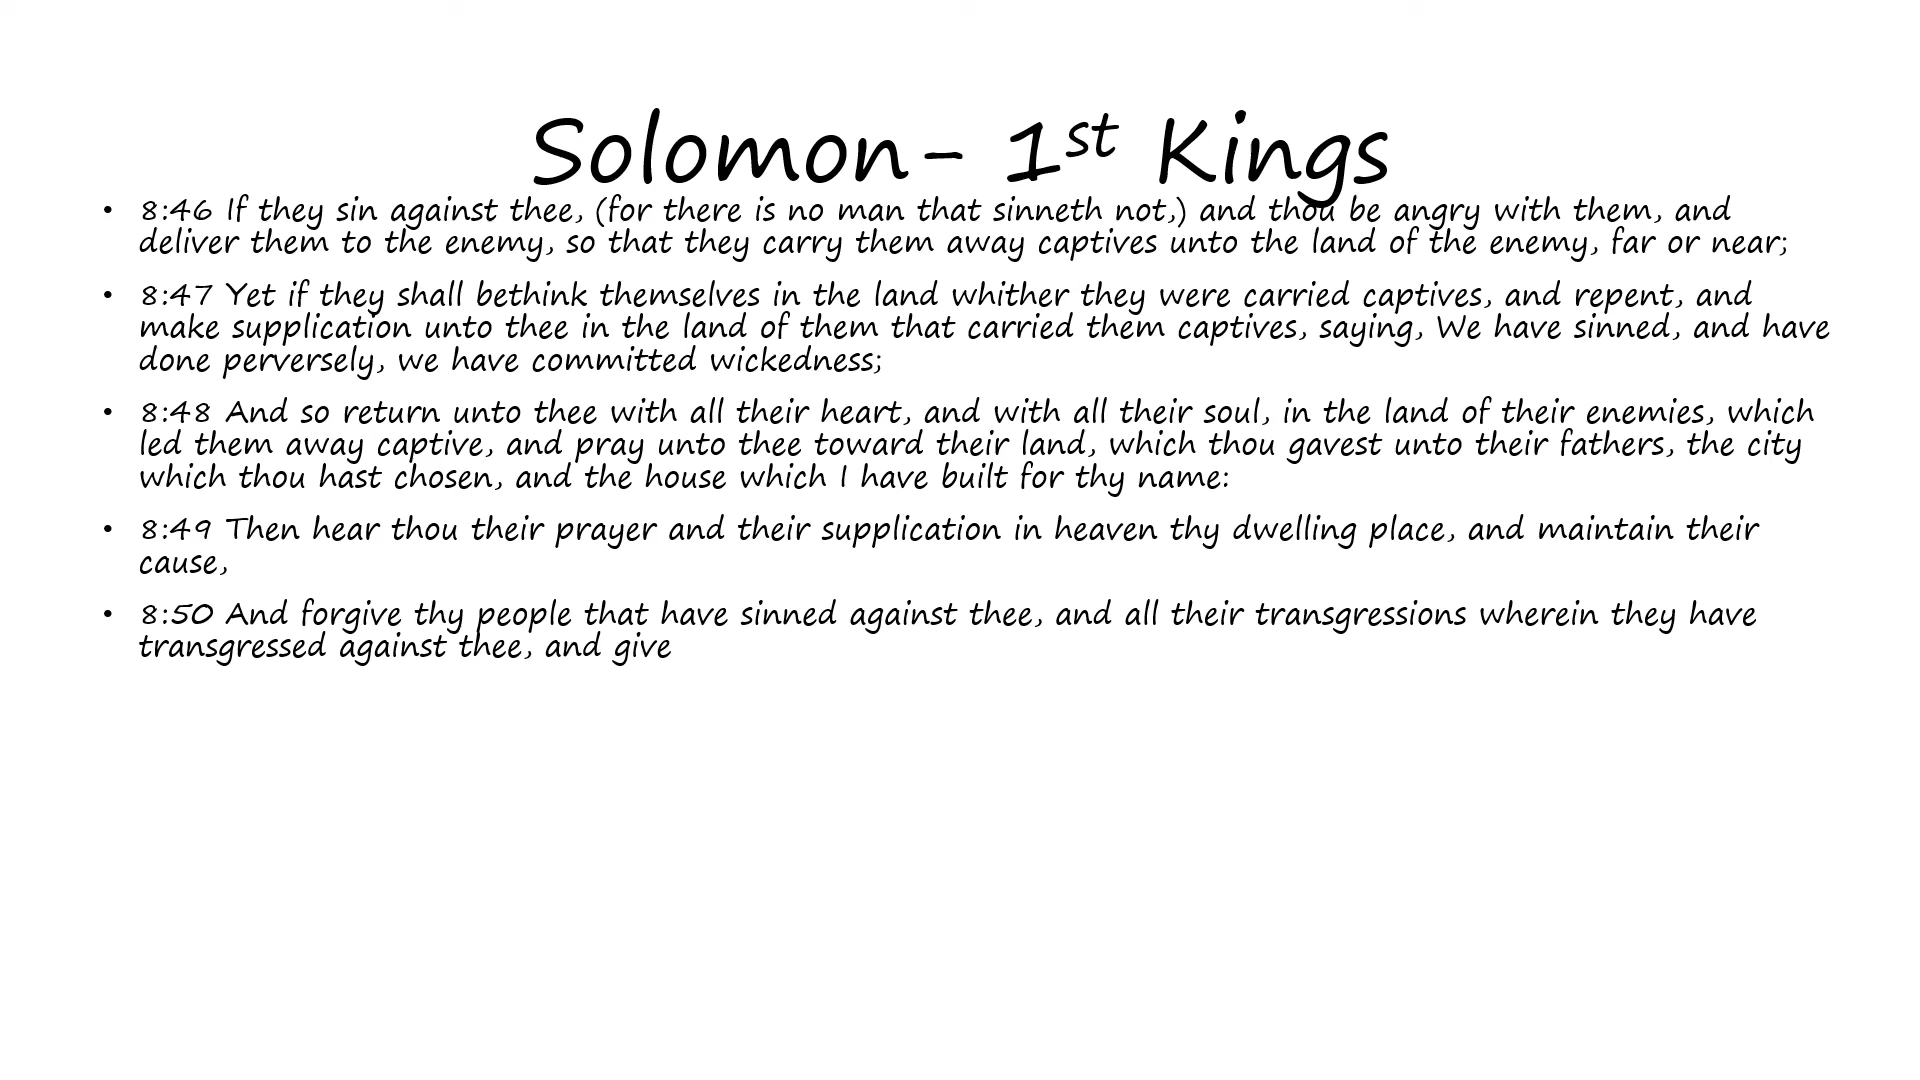 Solomon- 1st Kings
• 8:46 If they sin against thee, (for there is no man that sinneth not,) and thou be angry with them, and
deliver them to the enemy, so that they carry them away captives unto the land of the enemy, far or near;
• 8:47 Yet if they shall bethink themselves in the land whither they were carried captives, and repent, and
make supplication unto thee in the land of them that carried them captives, saying, We have sinned, and have
done perversely, we have committed wickedness;
• 8:48 And so return unto thee with all their heart, and with all their soul, in the land of their enemies, which
led them away captive, and pray unto thee toward their land, which thou gavest unto their fathers, the city
which thou hast chosen, and the house which I have built for thy name:
• 8:49 Then hear thou their prayer and their supplication in heaven thy dwelling place, and maintain their
cause,
• 8:50 And forgive thy people that have sinned against thee, and all their transgressions wherein they have
transgressed against thee, and give